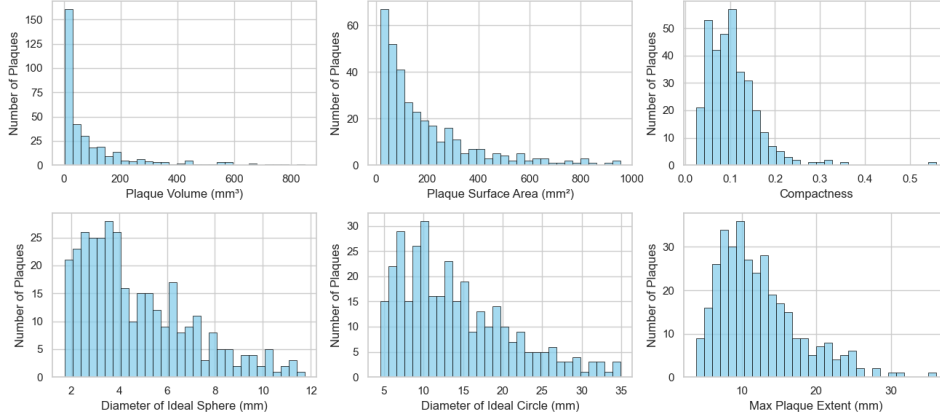 Number of Plaques
150
125
100
75
50
25
0
0 200 400 600 800
Plaque Volume (mm³)
Number of Plaques
60
40
20
0
0 200 400 600 800 1000
Plaque Surface Area (mm²)
Number of Plaques
50
40
30
20
10
0
0.0 0.1 0.2 0.3 0.4 0.5
Compactness
Number of Plaques
25
20
15
10
5
0
2 4 6 8 10 12
Diameter of Ideal Sphere (mm)
Number of Plaques
30
25
20
15
10
5
0
5 10 15 20 25 30 35
Diameter of Ideal Circle (mm)
Number of Plaques
30
20
10
0
10 20 30
Max Plaque Extent (mm)